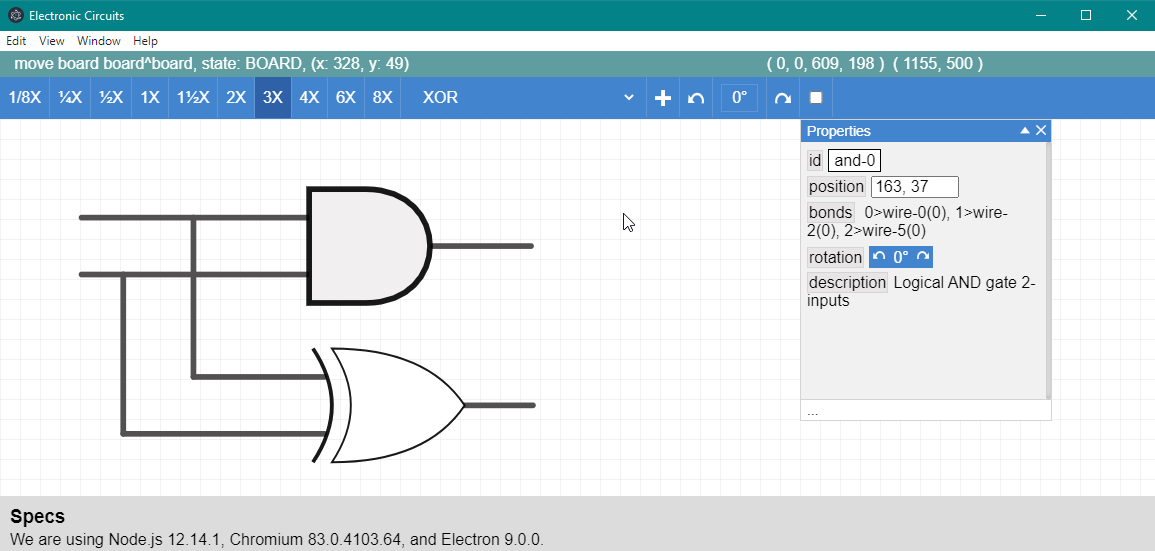 Electronic Circuits
Edit View Window Help
move board board^board, state: BOARD, (x: 328, y: 49) ( 0, 0, 609, 198 ) ( 1155, 500 )
1/8X ¼X ½X 1X 1½X 2X 3X 4X 6X 8X XOR 0°
Properties
id and-0
position 163, 37
bonds 0>wire-0(0), 1>wire-
2(0), 2>wire-5(0)
rotation 0°
description Logical AND gate 2-
inputs
...
Specs
We are using Node.js 12.14.1, Chromium 83.0.4103.64, and Electron 9.0.0.